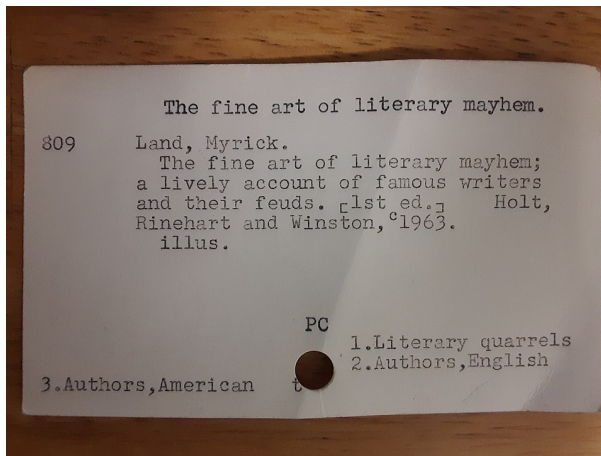 The fine art of literary mayhem.
809 Land, Myrick.
The fine art of literary mayhem;
a lively account of famous writers
and their feuds. [1st ed.] Holt,
Rinehart and Winston, c1963.
illus.
PC
1.Literary quarrels
2.Authors,English
3.Authors,American t